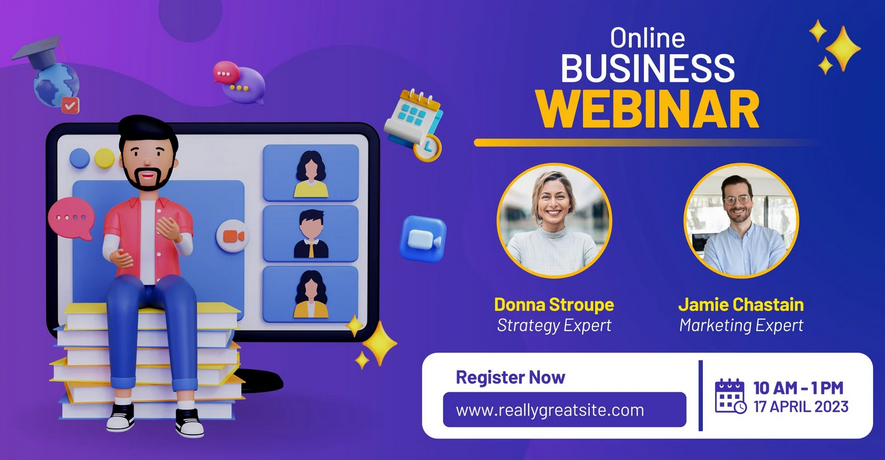 Online
BUSINESS
WEBINAR
Donna Stroupe
Strategy Expert
Jamie Chastain
Marketing Expert
Register Now
www.reallygreatsite.com
10 AM - 1 PM
17 APRIL 2023